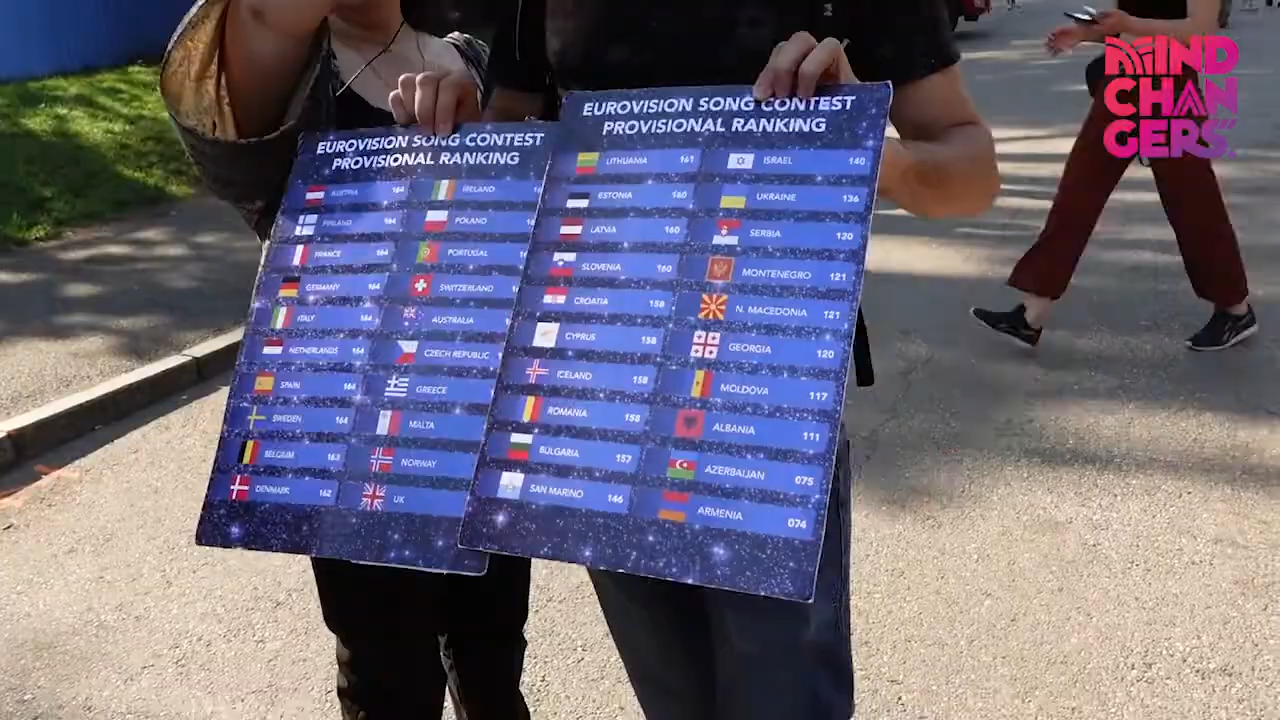 MIND
CHAN
GERS
EUROVISION SONG CONTEST
PROVISIONAL RANKING
AUSTRIA 164
FINLAND 164
FRANCE 164
GERMANY 164
ITALY 164
NETHERLANDS 164
SPAIN 164
SWEDEN 164
BELGIUM 163
DENMARK 162
IRELAND
POLAND
PORTUGAL
SWITZERLAND
AUSTRALIA
CZECH REPUBLIC
GREECE
MALTA
NORWAY
UK
EUROVISION SONG CONTEST
PROVISIONAL RANKING
LITHUANIA 161
ESTONIA 160
LATVIA 160
SLOVENIA 160
CROATIA 158
CYPRUS 158
ICELAND 158
ROMANIA 158
BULGARIA 157
SAN MARINO 146
ISRAEL 140
UKRAINE 136
SERBIA 120
MONTENEGRO 121
N. MACEDONIA 121
GEORGIA 120
MOLDOVA 117
ALBANIA 111
AZERBAIJAN 075
ARMENIA 074